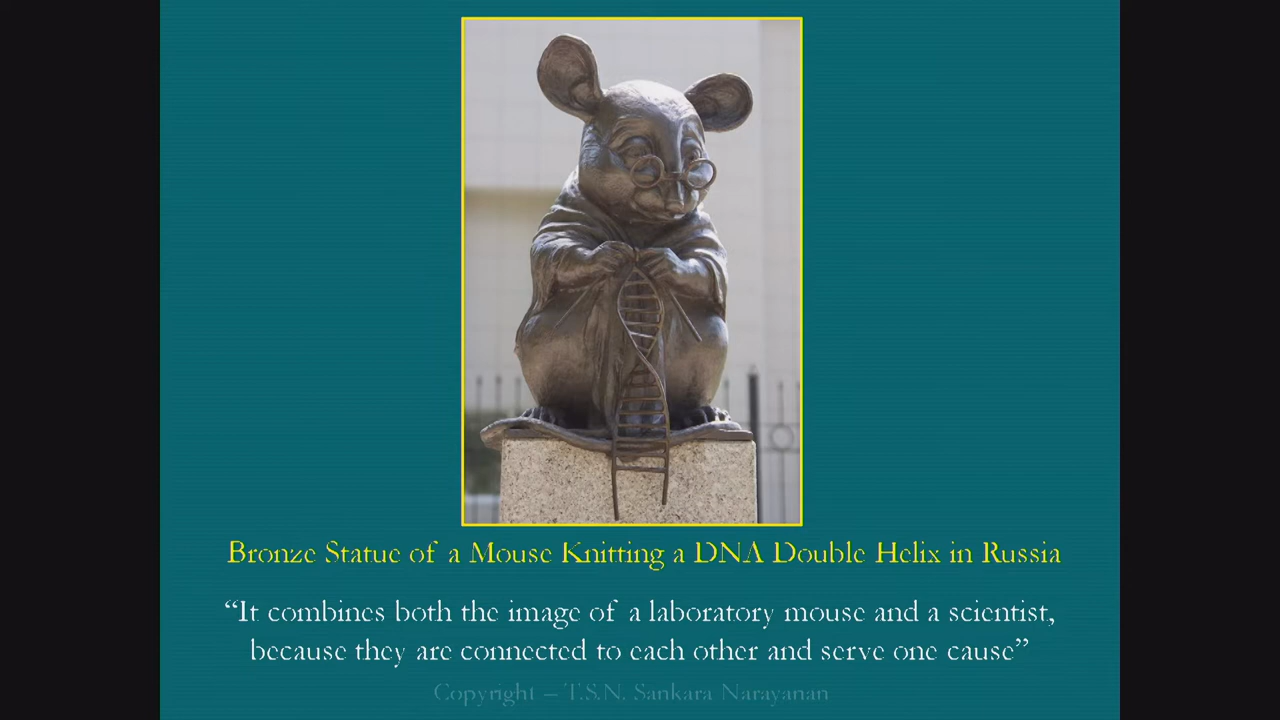 Bronze Statue of a Mouse Knitting a DNA Double Helix in Russia
“It combines both the image of a laboratory mouse and a scientist,
because they are connected to each other and serve one cause”
Copyright – T.S.N. Sankara Narayanan